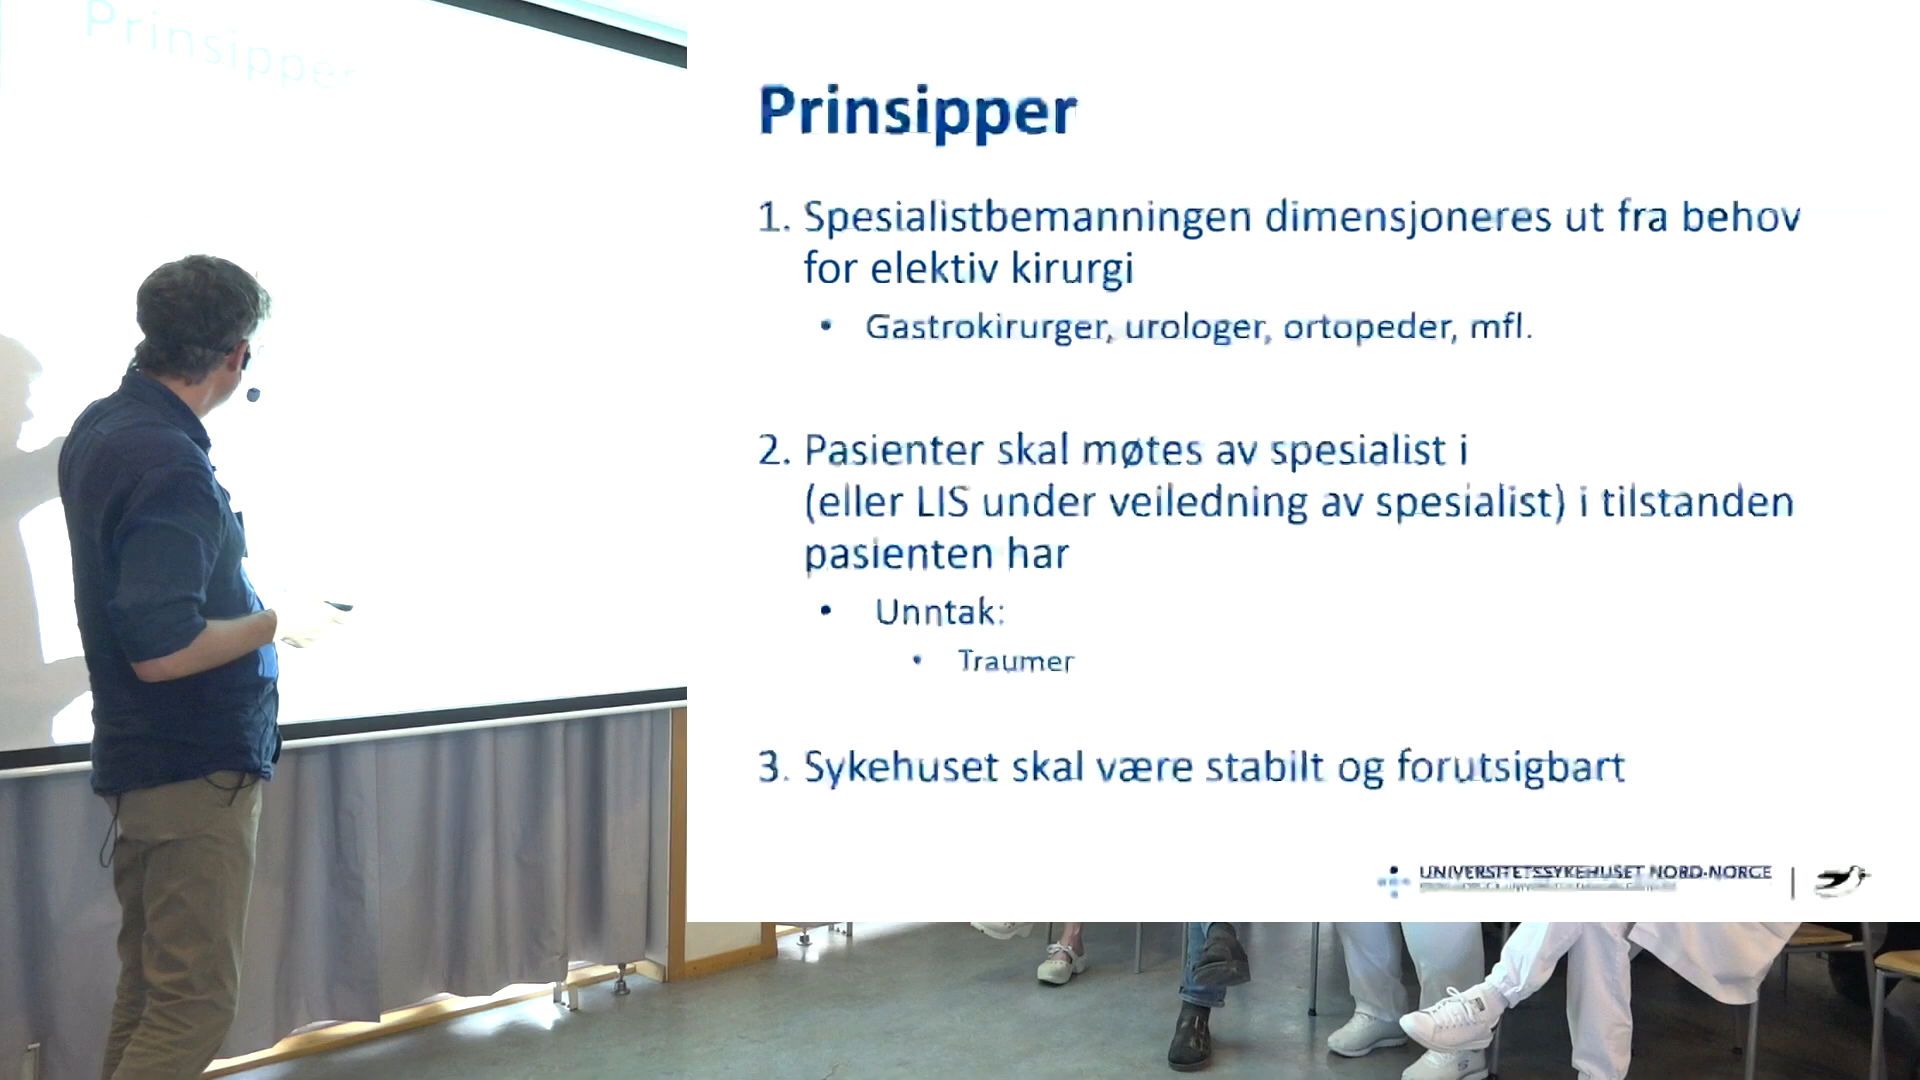 Prinsipper
Prinsipper
1. Spesialistbemanningen dimensjoneres ut fra behov
for elektiv kirurgi
• Gastrokirurger, urologer, ortopeder, mfl.
2. Pasienter skal møtes av spesialist i
(eller LIS under veiledning av spesialist) i tilstanden
pasienten har
• Unntak:
• Traumer
3. Sykehuset skal være stabilt og forutsigbart
UNIVERSITETSSYKEHUSET NORD-NORGE